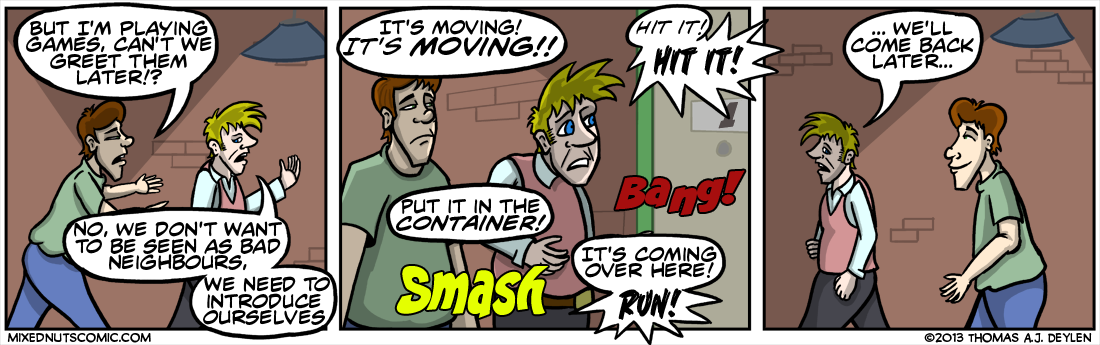 BUT I'M PLAYING
GAMES, CAN'T WE
GREET THEM
LATER!?
NO, WE DON'T WANT
TO BE SEEN AS BAD
NEIGHBOURS,
WE NEED TO
INTRODUCE
OURSELVES
IT'S MOVING!
IT'S MOVING!!
HIT IT!
HIT IT!
1
Bang!
PUT IT IN THE
CONTAINER!
Smash
IT'S COMING
OVER HERE!
RUN!
... WE'LL
COME BACK
LATER...
MIXEDNUTSCOMIC.COM
©2013 THOMAS A.J. DEYLEN